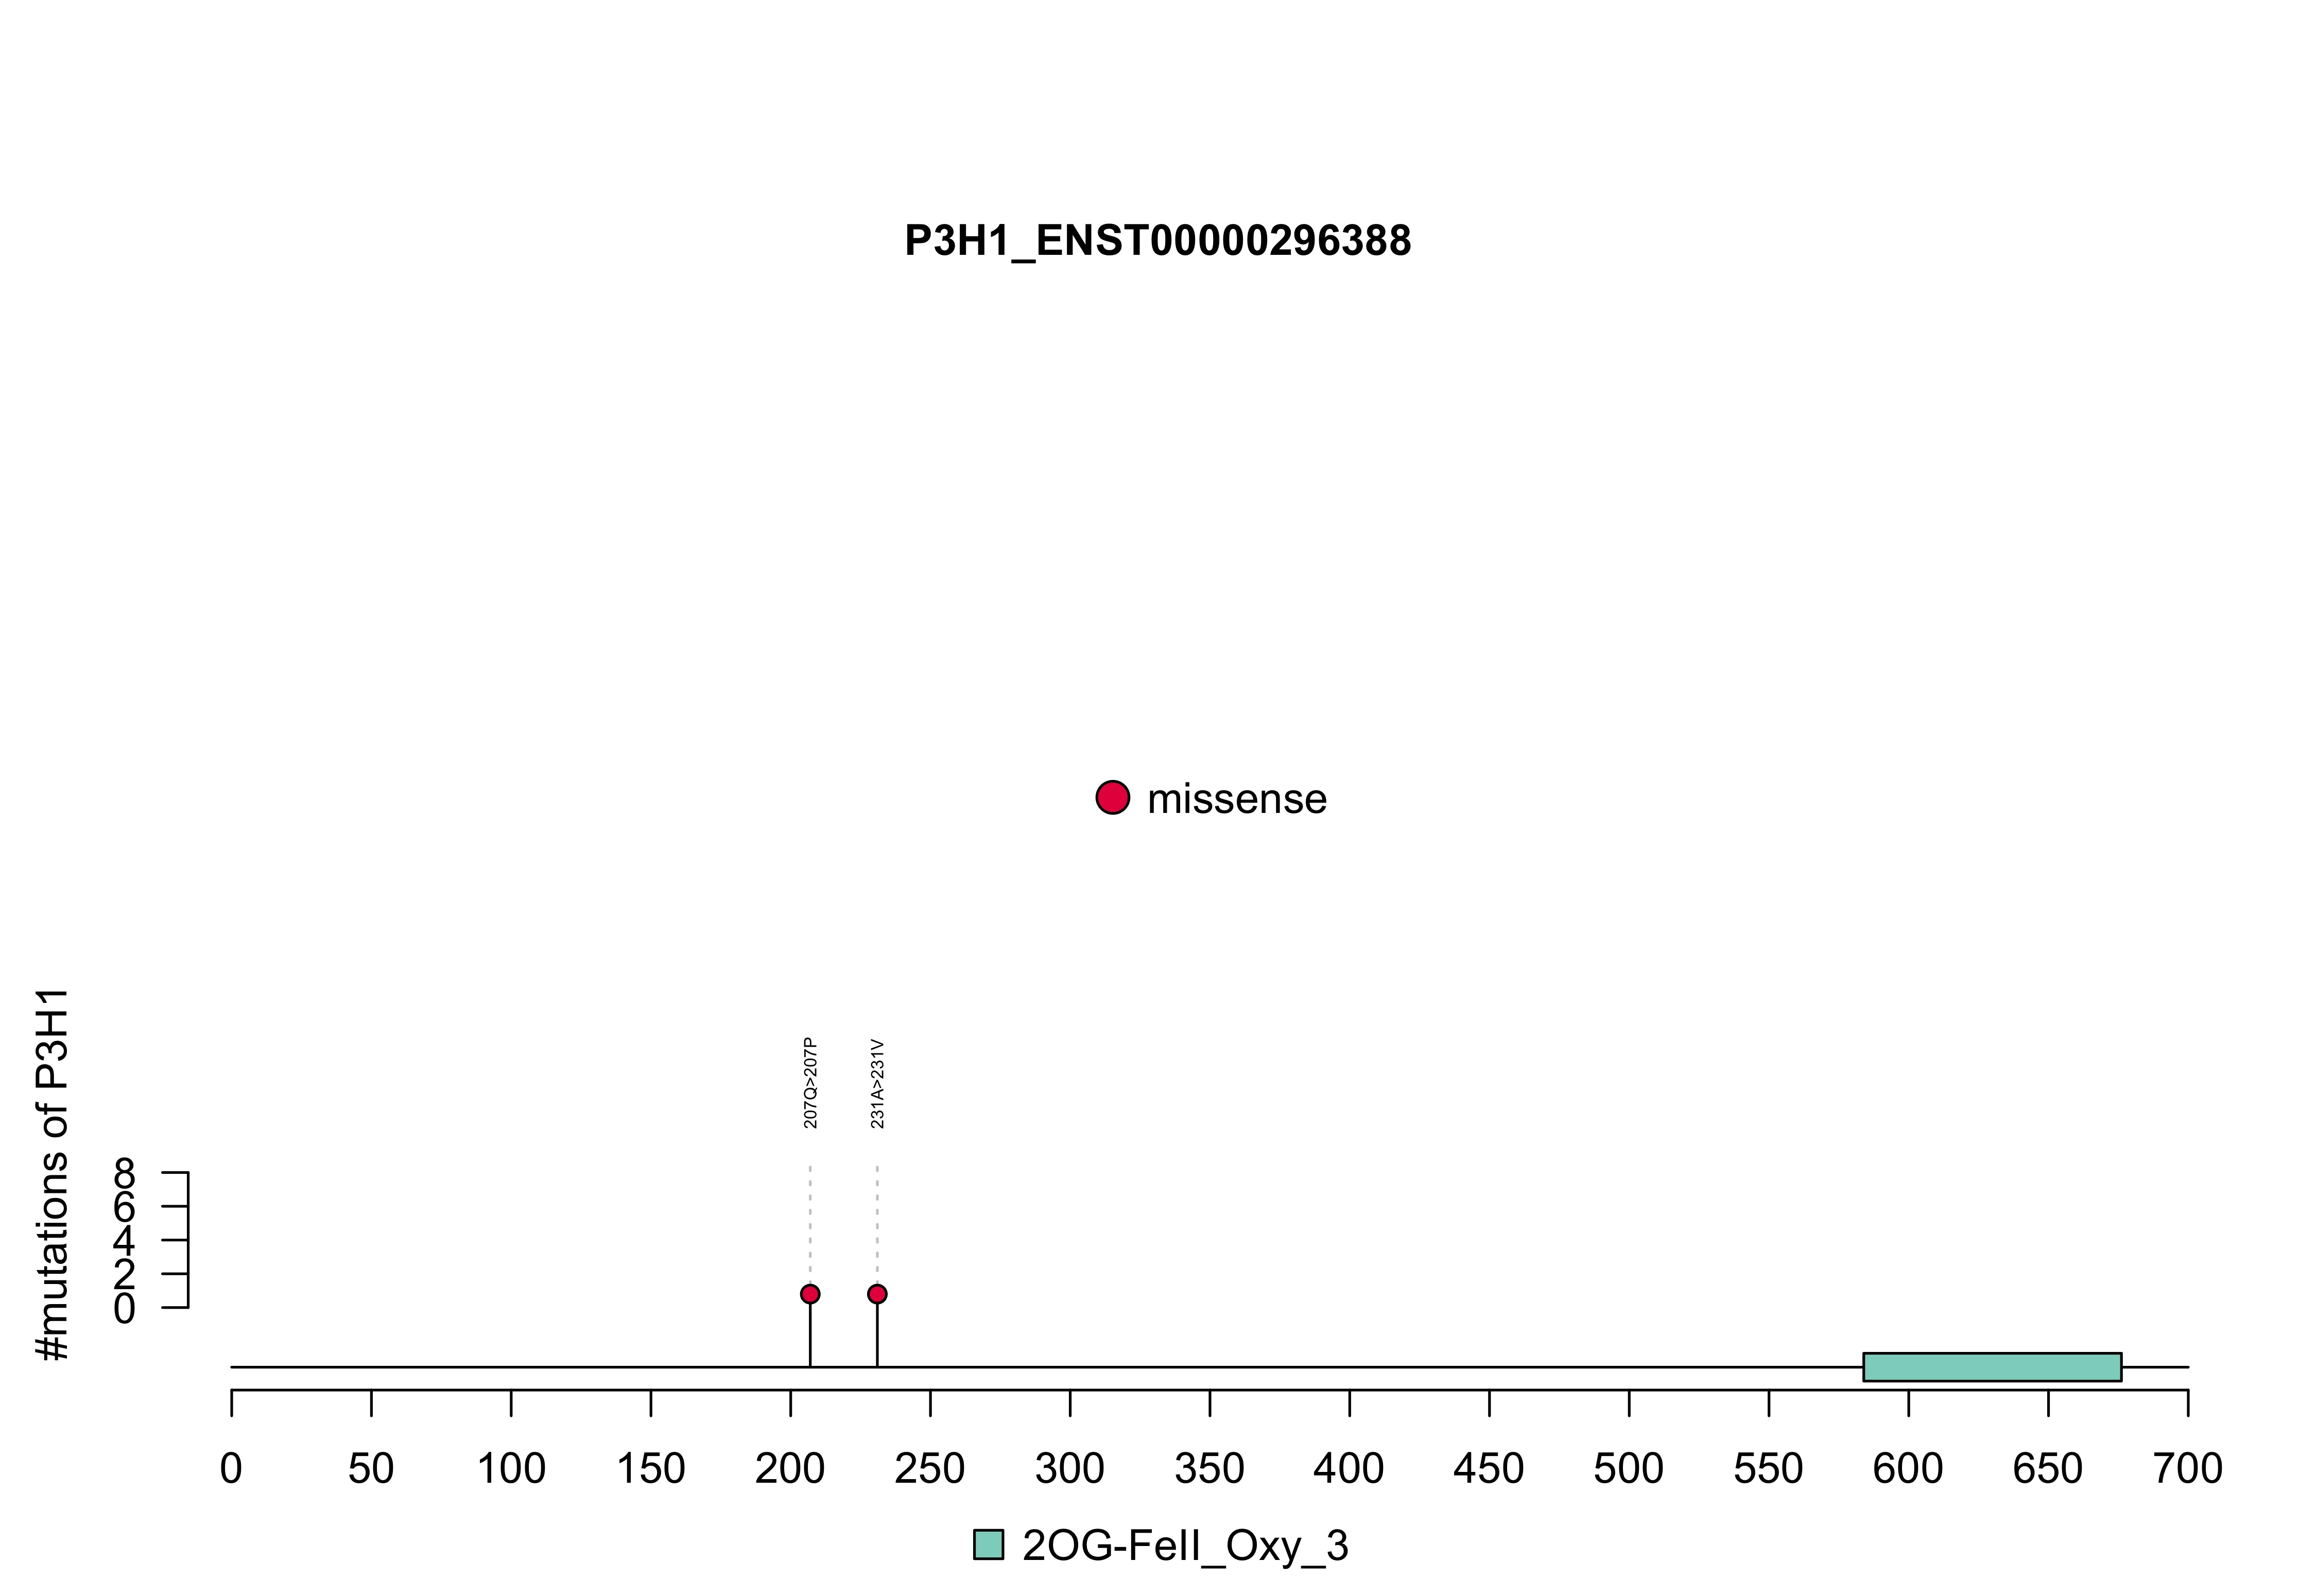 P3H1_ENST00000296388
missense
#mutations of P3H1
207Q>207P
231A>231V
8
6
4
2
0
0 50 100 150 200 250 300 350 400 450 500 550 600 650 700
2OG-FeII_Oxy_3